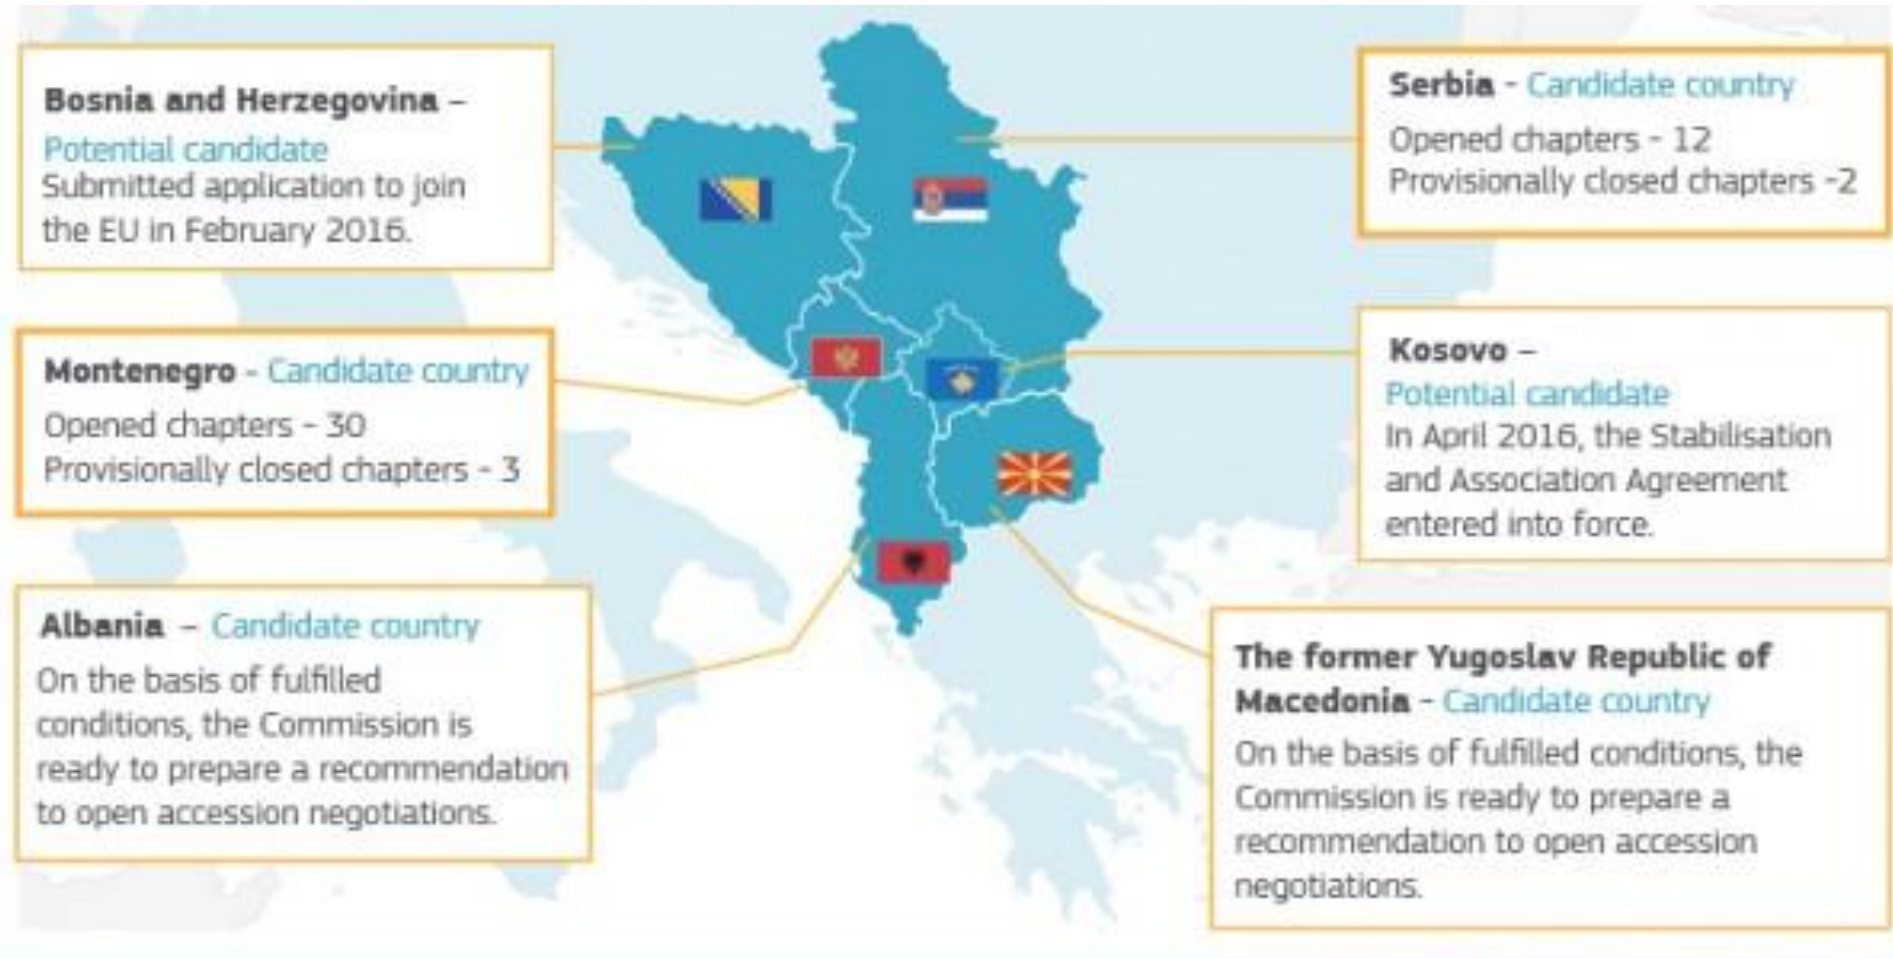 Bosnia and Herzegovina –
Potential candidate
Submitted application to join
the EU in February 2016.
Montenegro - Candidate country
Opened chapters - 30
Provisionally closed chapters - 3
Albania – Candidate country
On the basis of fulfilled
conditions, the Commission is
ready to prepare a recommendation
to open accession negotiations.
Serbia - Candidate country
Opened chapters - 12
Provisionally closed chapters -2
Kosovo –
Potential candidate
In April 2016, the Stabilisation
and Association Agreement
entered into force.
The former Yugoslav Republic of
Macedonia - Candidate country
On the basis of fulfilled conditions, the
Commission is ready to prepare a
recommendation to open accession
negotiations.